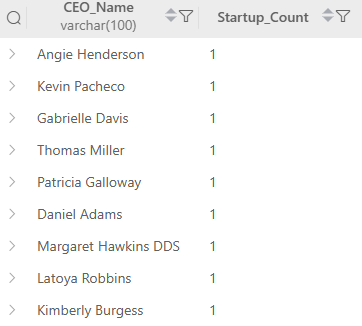 CEO_Name Startup_Count
varchar(100)
Angie Henderson 1
Kevin Pacheco 1
Gabrielle Davis 1
Thomas Miller 1
Patricia Galloway 1
Daniel Adams 1
Margaret Hawkins DDS 1
Latoya Robbins 1
Kimberly Burgess 1